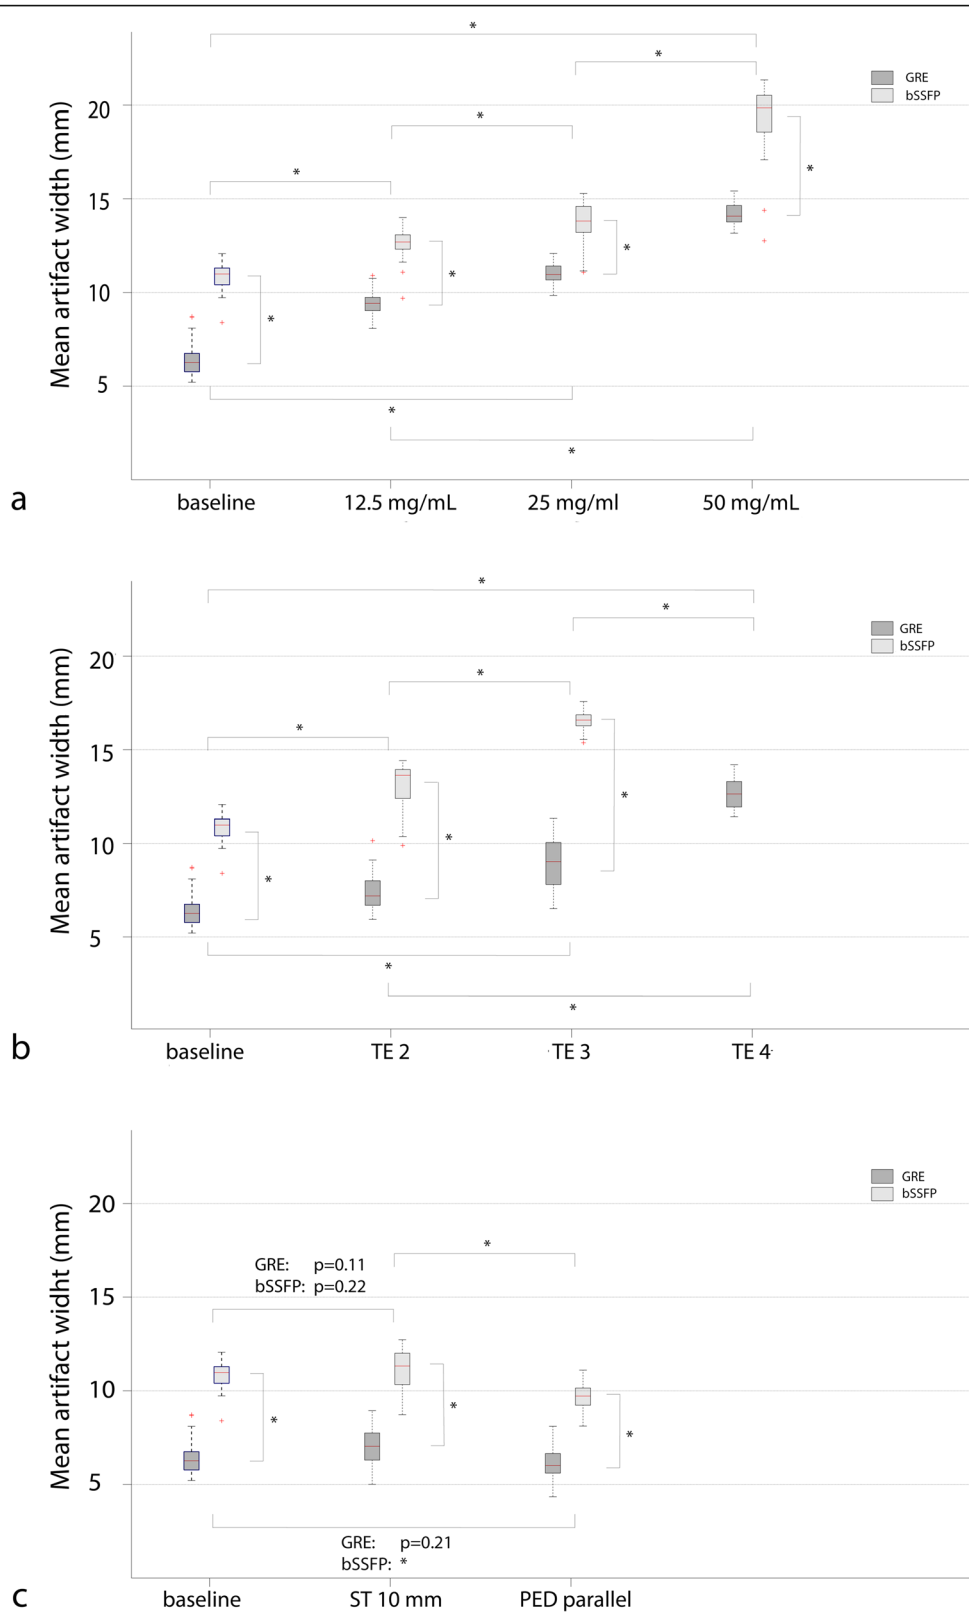 *
*
GRE
bSSFP
20
*
*
*
15
*
*
10
*
5
*
*
Mean artifact width (mm)
a
baseline 12.5 mg/mL 25 mg/ml 50 mg/mL
*
*
GRE
bSSFP
20
*
*
15
*
*
10
*
5
*
*
Mean artifact width (mm)
b
baseline TE 2 TE 3 TE 4
GRE
bSSFP
20
*
GRE: p=0.11
bSSFP: p=0.22
15
10
*
*
*
5
GRE: p=0.21
bSSFP: *
Mean artifact widht (mm)
c
baseline ST 10 mm PED parallel